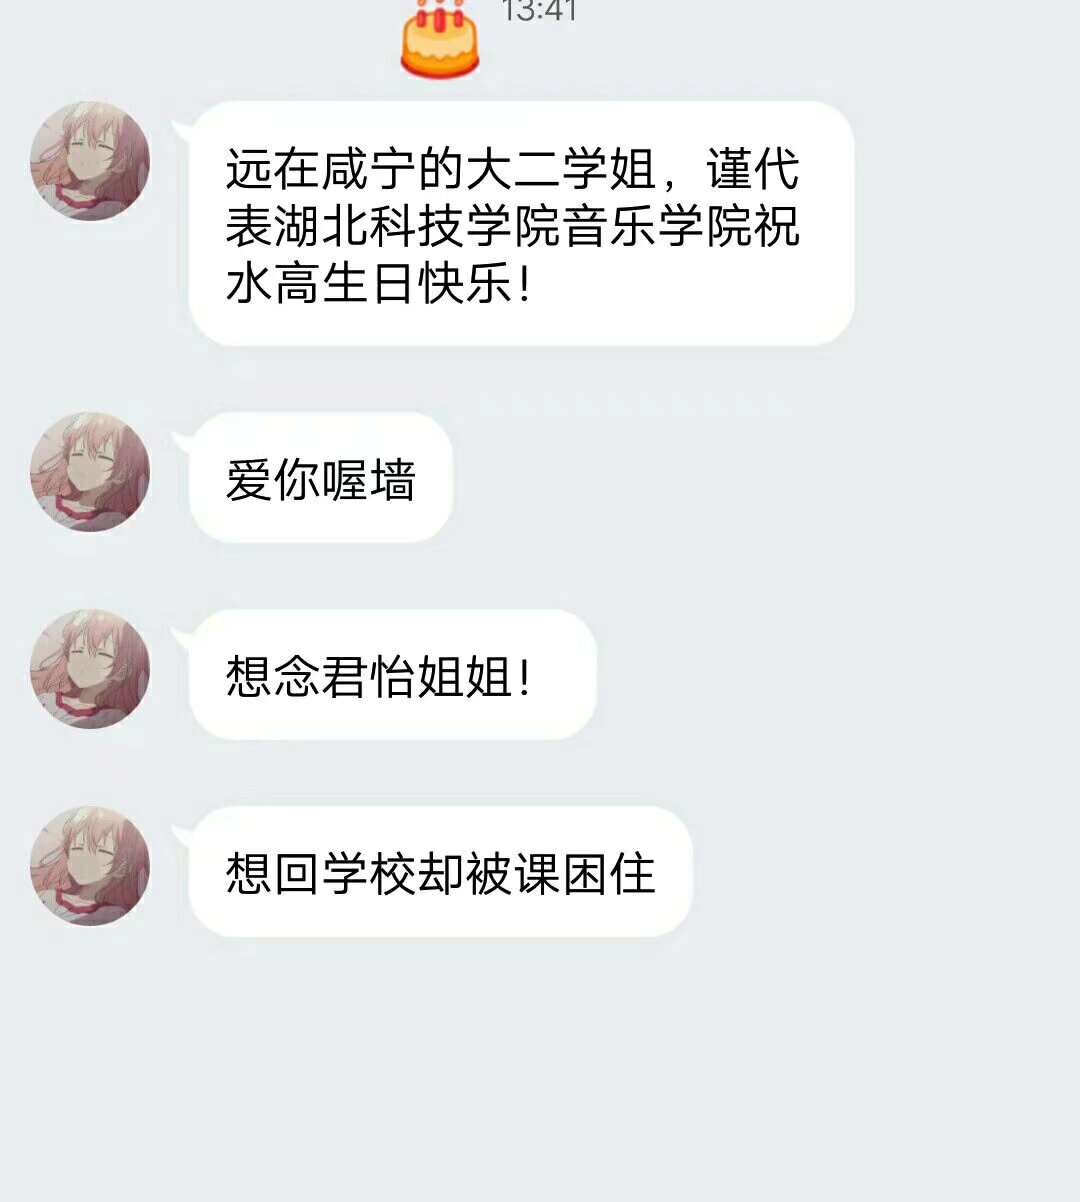 13:41
远在咸宁的大二学姐，谨代
表湖北科技学院音乐学院祝
水高生日快乐！
爱你喔墙
想念君怡姐姐！
想回学校却被课困住